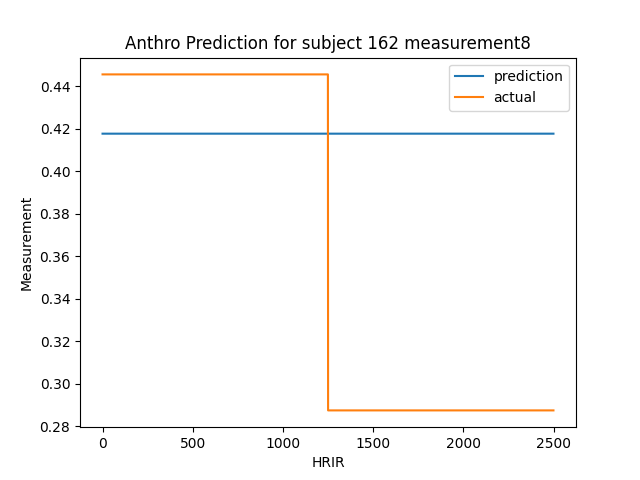 Anthro Prediction for subject 162 measurement8
prediction
actual
Measurement
0.44
0.42
0.40
0.38
0.36
0.34
0.32
0.30
0.28
0 500 1000 1500 2000 2500
HRIR